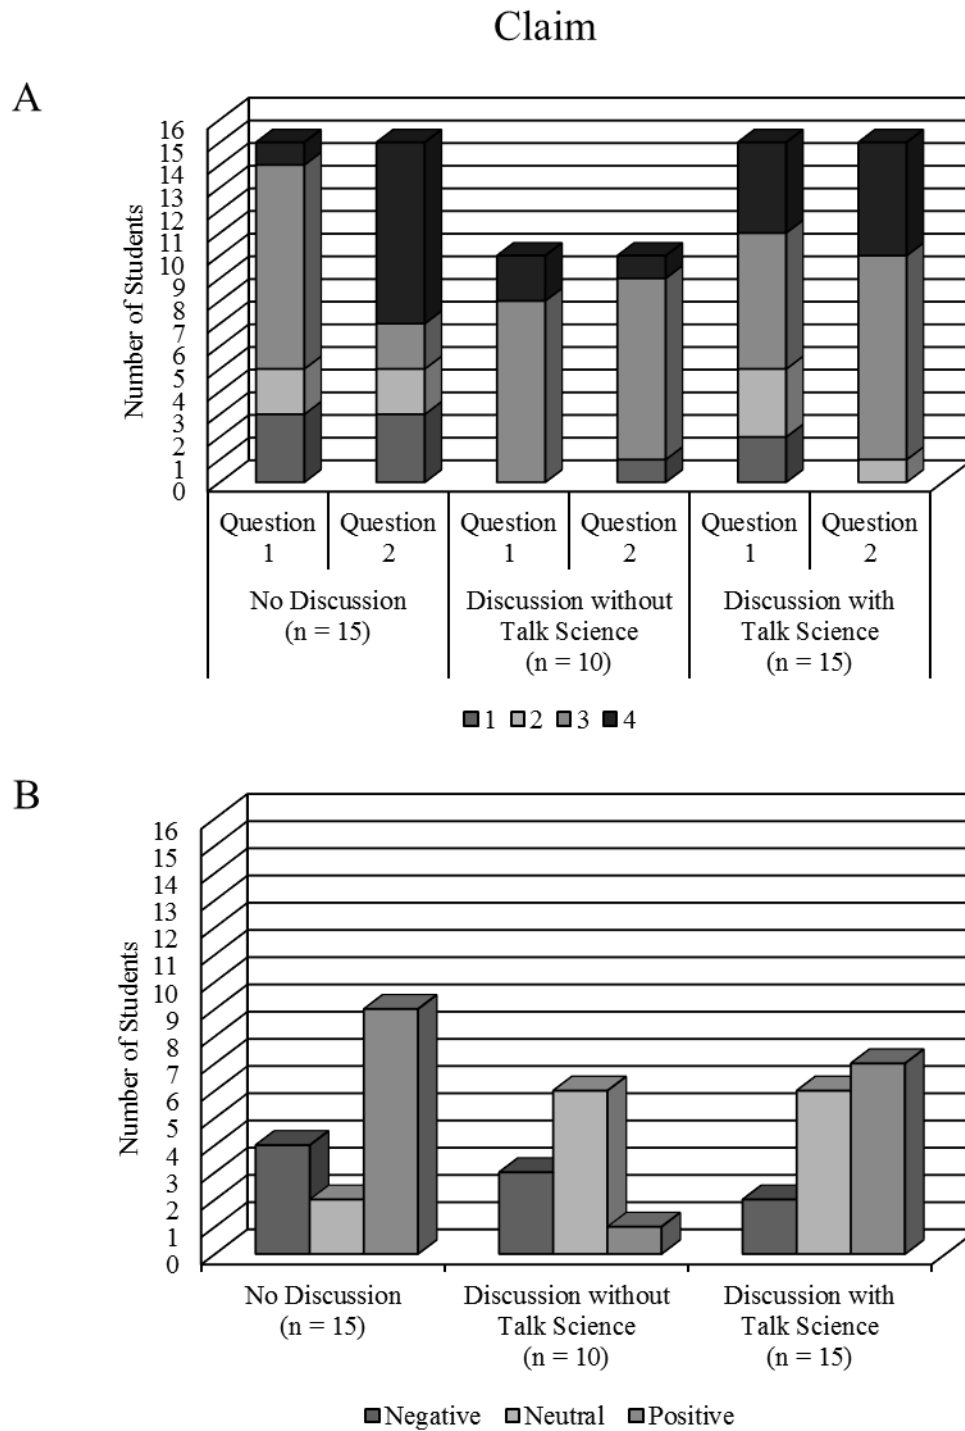 Claim
A
Number of Students
16
15
14
13
12
11
10
9
8
7
6
5
4
3
2
1
0
Question 1
Question 2
Question 1
Question 2
Question 1
Question 2
No Discussion
(n = 15)
Discussion without
Talk Science
(n = 10)
Discussion with
Talk Science
(n = 15)
1 2 3 4
B
Number of Students
16
15
14
13
12
11
10
9
8
7
6
5
4
3
2
1
0
No Discussion
(n = 15)
Discussion without
Talk Science
(n = 10)
Discussion with
Talk Science
(n = 15)
Negative Neutral Positive